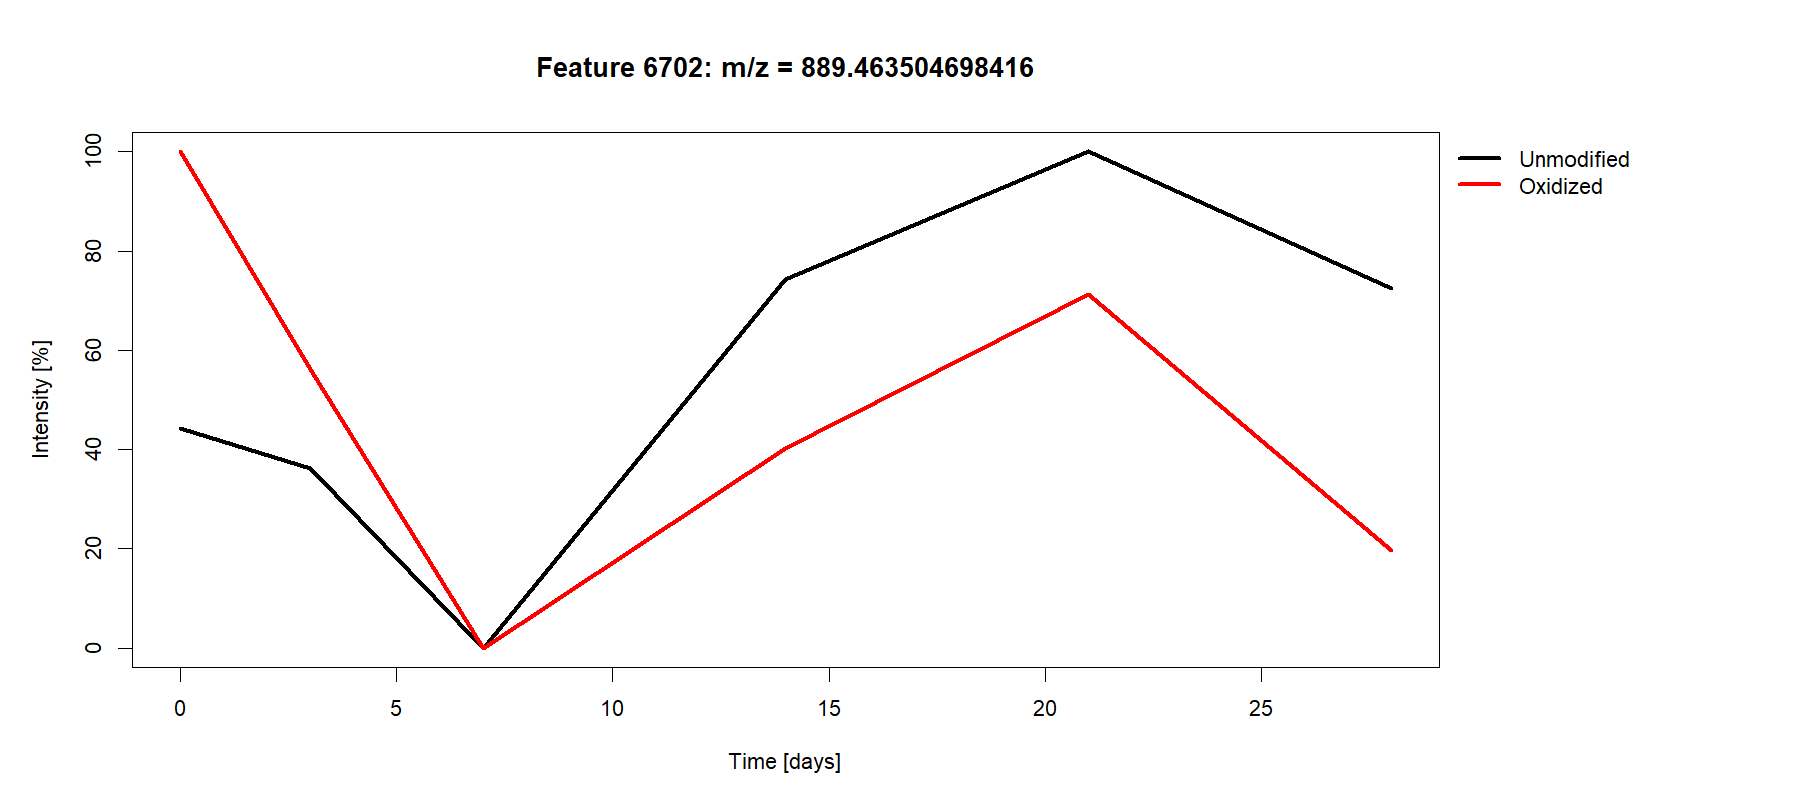 Feature 6702: m/z = 889.463504698416
Unmodified
Oxidized
Intensity [%]
100
80
60
40
20
0
0 5 10 15 20 25
Time [days]